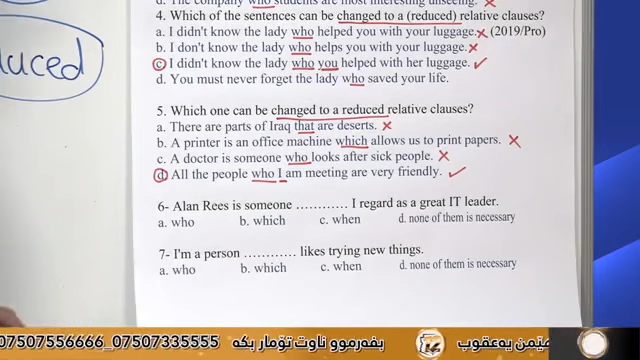 d. The company who students are most interesting unseeing.
4. Which of the sentences can be changed to a (reduced) relative clauses?
a. I didn't know the lady who helped you with your luggage. (2019/Pro)
b. I don't know the lady who helps you with your luggage.
c. I didn't know the lady who you helped with her luggage.
d. You must never forget the lady who saved your life.
uced
5. Which one can be changed to a reduced relative clauses?
a. There are parts of Iraq that are deserts.
b. A printer is an office machine which allows us to print papers.
c. A doctor is someone who looks after sick people.
d. All the people who I am meeting are very friendly.
6- Alan Rees is someone ………… I regard as a great IT leader.
a. who b. which c. when d. none of them is necessary
7- I'm a person ………… likes trying new things.
a. who b. which c. when d. none of them is necessary
07507556666_07507335555 بفەرموو ناوت تۆمار بکە مێمن یەعقوب